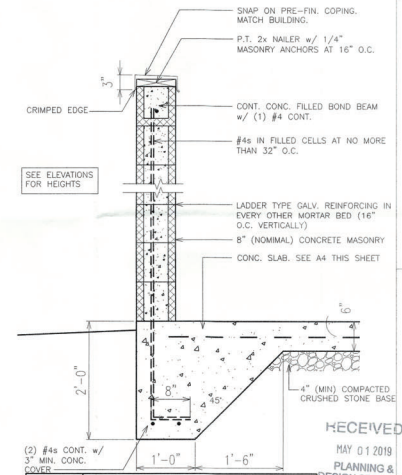 SNAP ON PRE-FIN. COPING.
MATCH BUILDING.
P.T. 2x NAILER w/ 1/4"
MASONRY ANCHORS AT 16" O.C.
3"
CRIMPED EDGE
CONT. CONC. FILLED BOND BEAM
w/ (1) #4 CONT.
#4s IN FILLED CELLS AT NO MORE
THAN 32" O.C.
SEE ELEVATIONS
FOR HEIGHTS
LADDER TYPE GALV. REINFORCING IN
EVERY OTHER MORTAR BED (16"
O.C. VERTICALLY)
8" (NOMIMAL) CONCRETE MASONRY
CONC. SLAB. SEE A4 THIS SHEET
6"
2'-0"
8"
45°
4" (MIN) COMPACTED
CRUSHED STONE BASE
(2) #4s CONT. w/
3" MIN. CONC.
COVER
1'-0"
1'-6"
RECEIVED
MAY 01 2019
PLANNING &